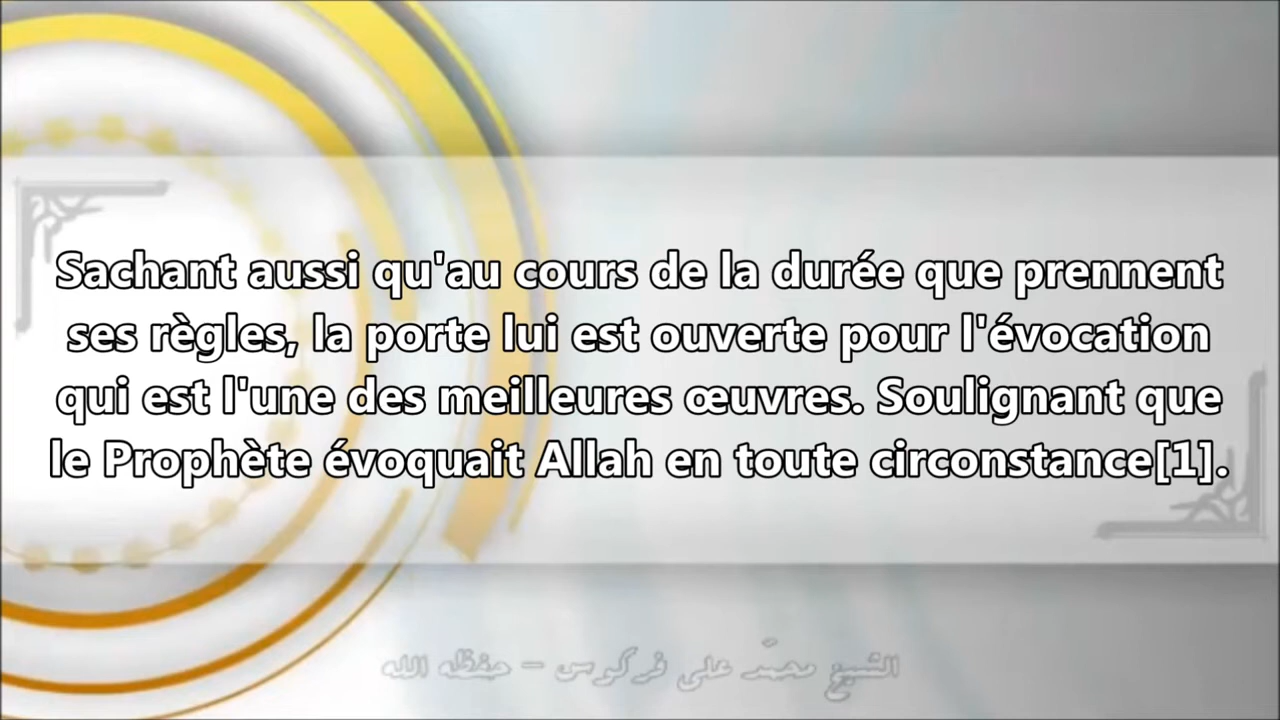 Sachant aussi qu'au cours de la durée que prennent
ses règles, la porte lui est ouverte pour l'évocation
qui est l'une des meilleures œuvres. Soulignant que
le Prophète évoquait Allah en toute circonstance[1].
الشيخ محمّد علي فركوس - حفظه الله